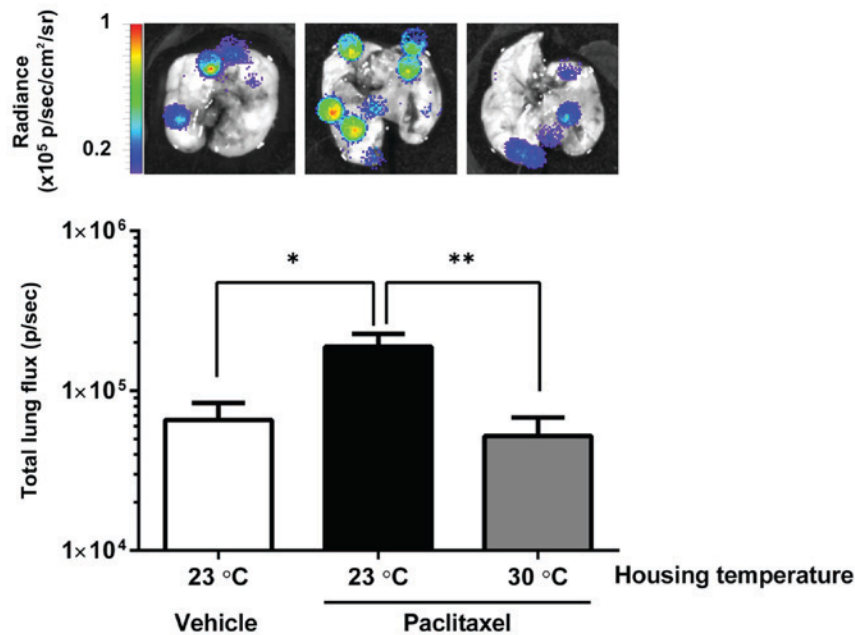 1
0.2
Radiance
(x10⁵ p/sec/cm²/sr)
1×10⁶
1×10⁵
1×10⁴
Total lung flux (p/sec)
*
**
23 °C
23 °C
30 °C
Housing temperature
Vehicle
Paclitaxel